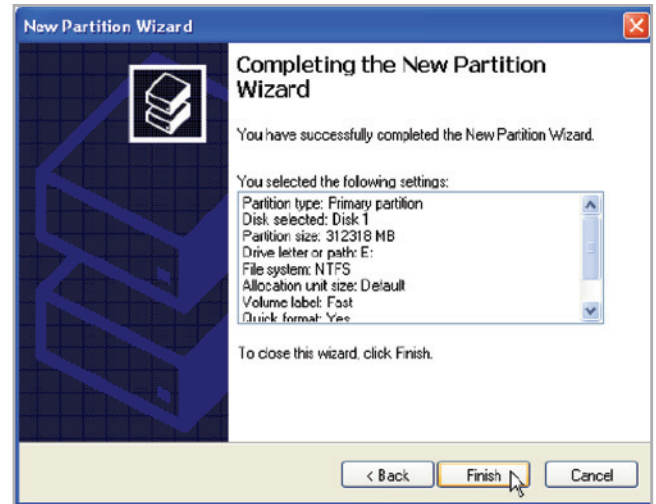 New Partition Wizard
Completing the New Partition
Wizard
You have successfully completed the New Partition Wizard.
You selected the folowing settings:
Partition type: Primary partition
Disk selected: Disk 1
Partition size: 312318 MB
Drive letter or path: E:
File system: NTFS
Allocation unit size: Default
Volume label: Fast
Quick format: Yes
To close this wizard, click Finish.
< Back
Finish
Cancel